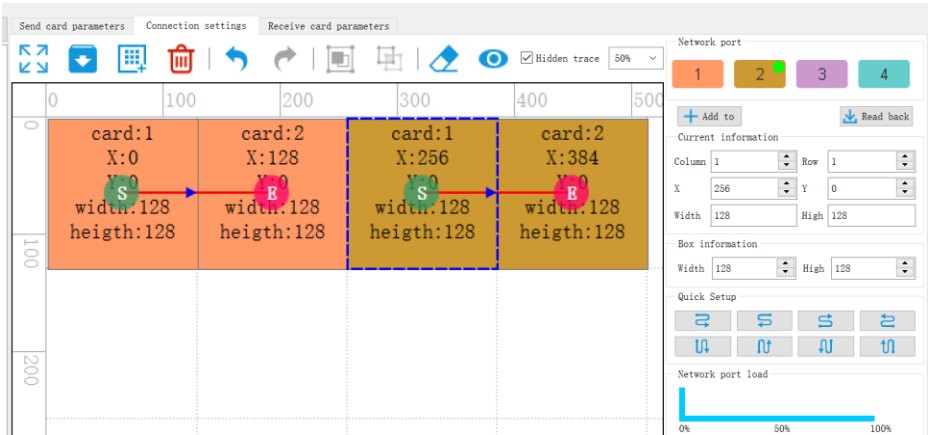 Send card parameters Connection settings Receive card parameters
Hidden trace 50%
0 100 200 300 400 500
0
100
200
card:1
X:0
Y:0
S
width:128
heigth:128
card:2
X:128
Y:0
E
width:128
heigth:128
card:1
X:256
Y:0
S
width:128
heigth:128
card:2
X:384
Y:0
E
width:128
heigth:128
Network port
1 2 3 4
Add to Read back
Current information
Column 1 Row 1
X 256 Y 0
Width 128 High 128
Box information
Width 128 High 128
Quick Setup
Network port load
0% 50% 100%